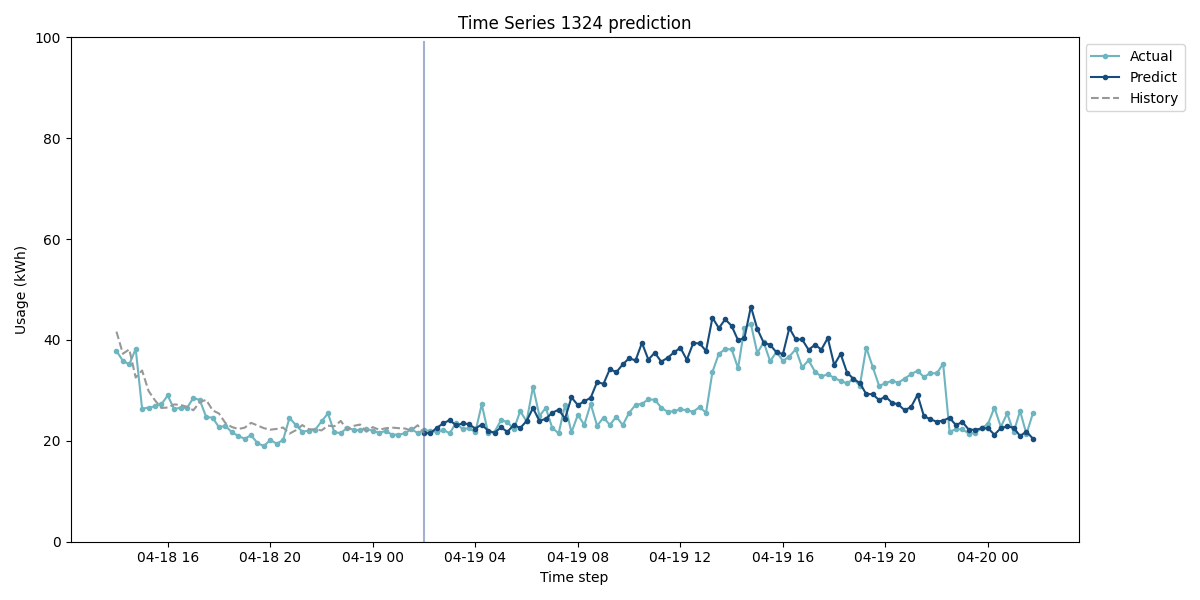 Time Series 1324 prediction
Actual
Predict
History
Usage (kWh)
100
80
60
40
20
0
04-18 16
04-18 20
04-19 00
04-19 04
04-19 08
04-19 12
04-19 16
04-19 20
04-20 00
Time step